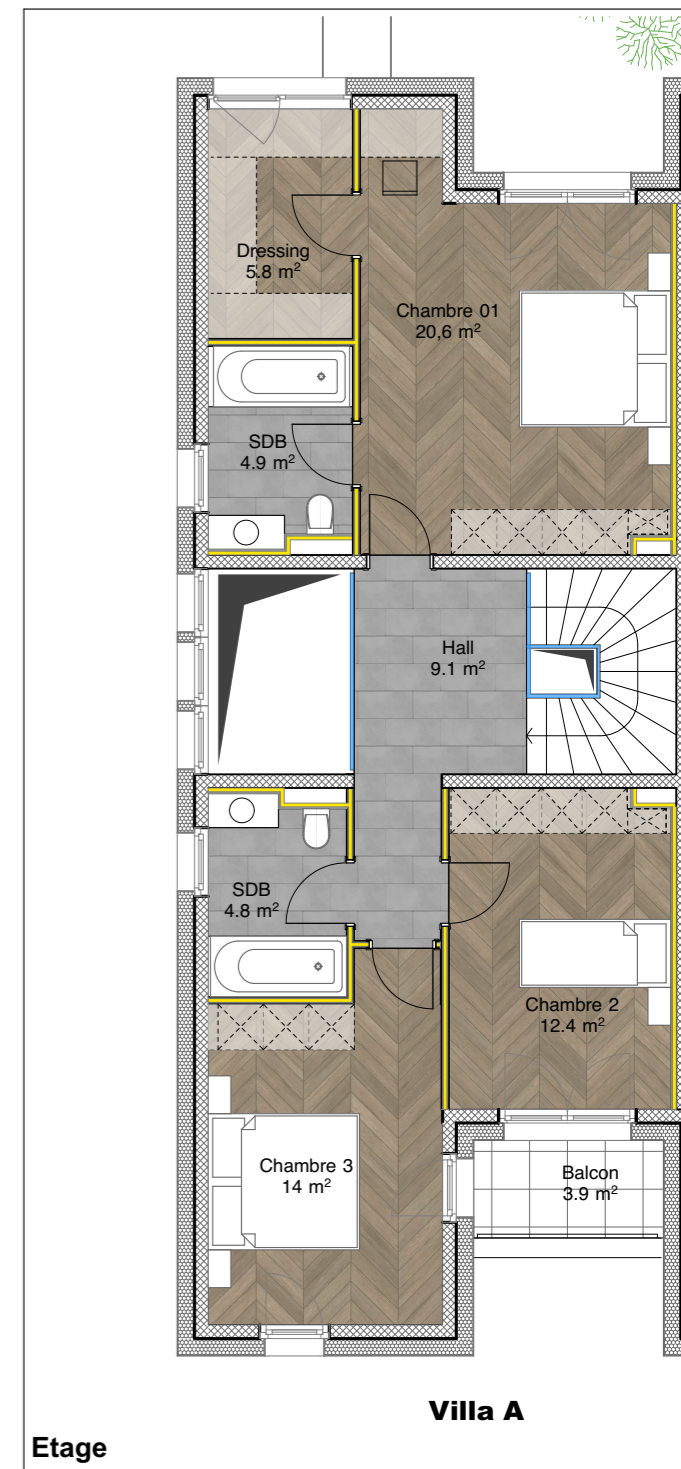 Dressing
5.8 m²
Chambre 01
20,6 m²
SDB
4.9 m²
Hall
9.1 m²
SDB
4.8 m²
Chambre 2
12.4 m²
Chambre 3
14 m²
Balcon
3.9 m²
Villa A
Etage